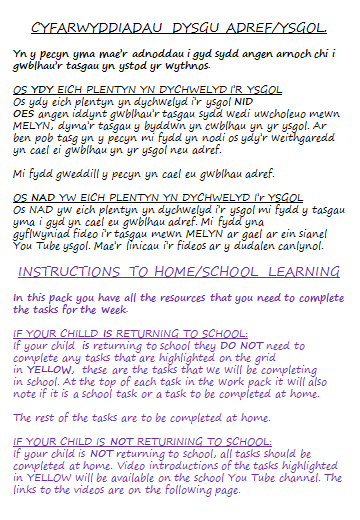 CYFARWYDDIADAU DYSGU ADREF/YSGOL.
Yn y pecyn yma mae'r adnoddau i gyd sydd angen arnoch chi i
gwblhau'r tasgau yn ystod yr wythnos.
OS YDY EICH PLENTYN YN DYCHWELYD I'R YSGOL
Os ydy eich plentyn yn dychwelyd i'r ysgol NID
OES angen iddynt gwblhau'r tasgau sydd wedi uwcholeuo mewn
MELYN, dyma'r tasgau y byddwn yn cwblhau yn yr ysgol. Ar
ben pob tasg yn y pecyn mi fydd yn nodi os ydy'r weithgaredd
yn cael ei gwblhau yn yr ysgol neu adref.
Mi fydd gweddill y pecyn yn cael eu gwblhau adref.
OS NAD YW EICH PLENTYN YN DYCHWELYD I'r YSGOL
Os NAD yw eich plentyn yn dychwelyd i'r ysgol mi fydd y tasgau
yma i gyd yn cael eu gwblhau adref. Mi fydd yna
gyflwyniad fideo i'r tasgau mewn MELYN ar gael ar ein sianel
You Tube ysgol. Mae'r linicau i'r fideos ar y dudalen canlynol.
INSTRUCTIONS TO HOME/SCHOOL LEARNING
In this pack you have all the resources that you need to complete
the tasks for the week.
IF YOUR CHILLD IS RETURNING TO SCHOOL:
If your child is returning to school they DO NOT need to
complete any tasks that are highlighted on the grid
in YELLOW, these are the tasks that we will be completing
in school. At the top of each task in the work pack it will also
note if it is a school task or a task to be completed at home.
The rest of the tasks are to be completed at home.
IF YOUR CHILD IS NOT RETURINING TO SCHOOL:
If your child is NOT returning to school, all tasks should be
completed at home. Video introductions of the tasks highlighted
in YELLOW will be available on the school You Tube channel. The
links to the videos are on the following page.